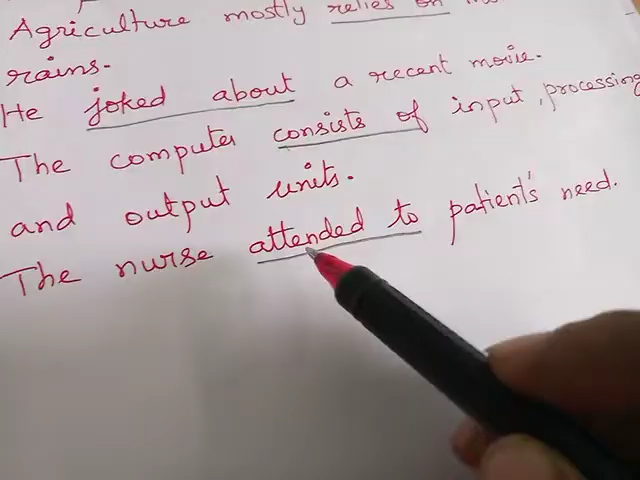 Agriculture mostly relies on
rains.
He joked about a recent movie.
The computer consists of input, processing
and output units.
The nurse attended to patient's need.